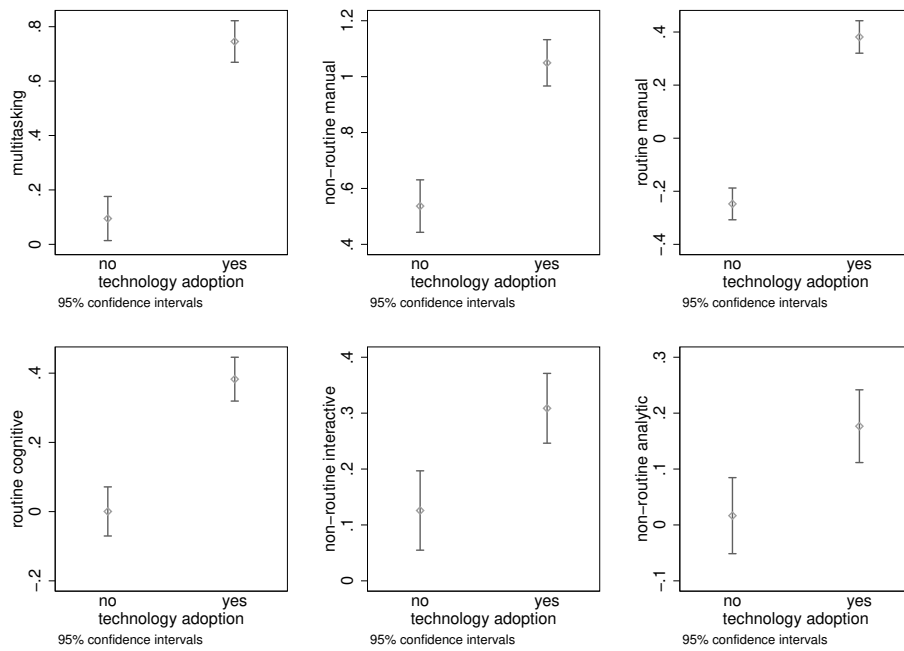 multitasking
0 .2 .4 .6 .8
no yes
technology adoption
95% confidence intervals
non−routine manual
.4 .6 .8 1 1.2
no yes
technology adoption
95% confidence intervals
routine manual
−.4 −.2 0 .2 .4
no yes
technology adoption
95% confidence intervals
routine cognitive
−.2 0 .2 .4
no yes
technology adoption
95% confidence intervals
non−routine interactive
0 .1 .2 .3 .4
no yes
technology adoption
95% confidence intervals
non−routine analytic
−.1 0 .1 .2 .3
no yes
technology adoption
95% confidence intervals